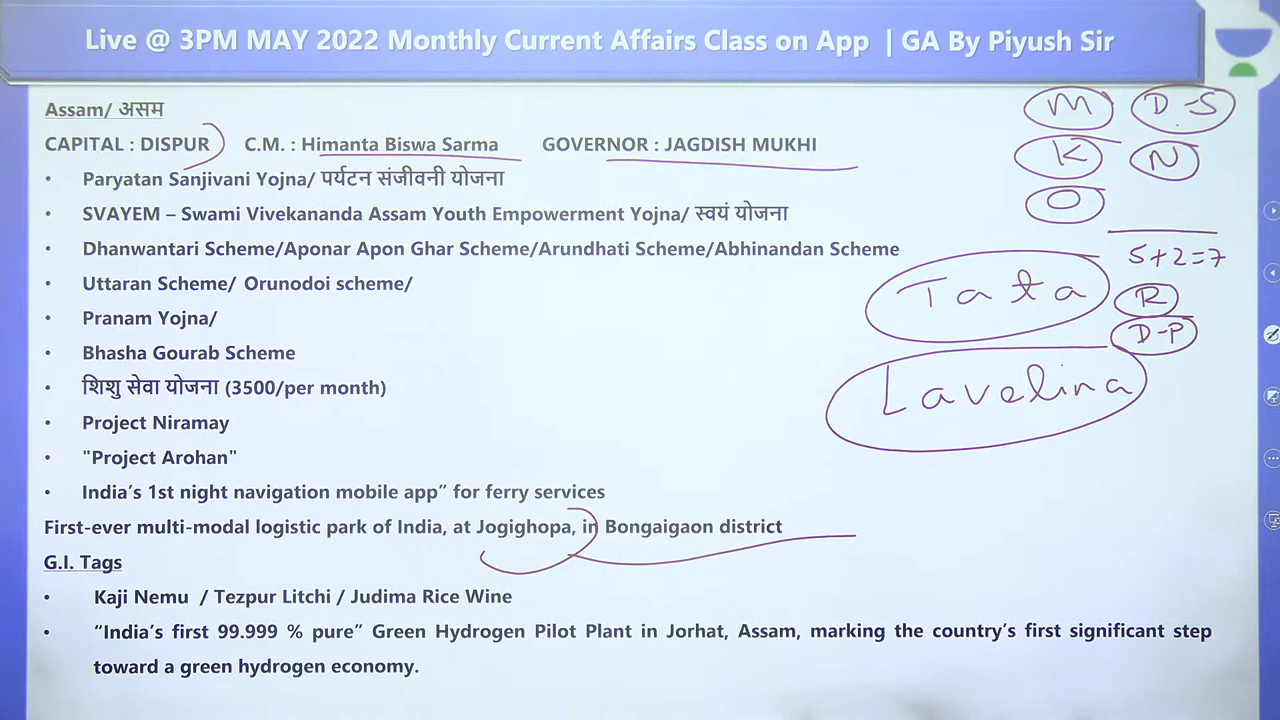 Live @ 3PM MAY 2022 Monthly Current Affairs Class on App | GA By Piyush Sir
Assam/ असम
CAPITAL : DISPUR C.M. : Himanta Biswa Sarma GOVERNOR : JAGDISH MUKHI
• Paryatan Sanjivani Yojna/ पर्यटन संजीवनी योजना
• SVAYEM – Swami Vivekananda Assam Youth Empowerment Yojna/ स्वयं योजना
• Dhanwantari Scheme/Aponar Apon Ghar Scheme/Arundhati Scheme/Abhinandan Scheme
• Uttaran Scheme/ Orunodoi scheme/
• Pranam Yojna/
• Bhasha Gourab Scheme
• शिशु सेवा योजना (3500/per month)
• Project Niramay
• "Project Arohan"
• India’s 1st night navigation mobile app” for ferry services
First-ever multi-modal logistic park of India, at Jogighopa, in Bongaigaon district
G.I. Tags
• Kaji Nemu / Tezpur Litchi / Judima Rice Wine
• “India’s first 99.999 % pure” Green Hydrogen Pilot Plant in Jorhat, Assam, marking the country’s first significant step
toward a green hydrogen economy.
M D-S
K N
O
5+2=7
Tata R
D-P
Lavelina